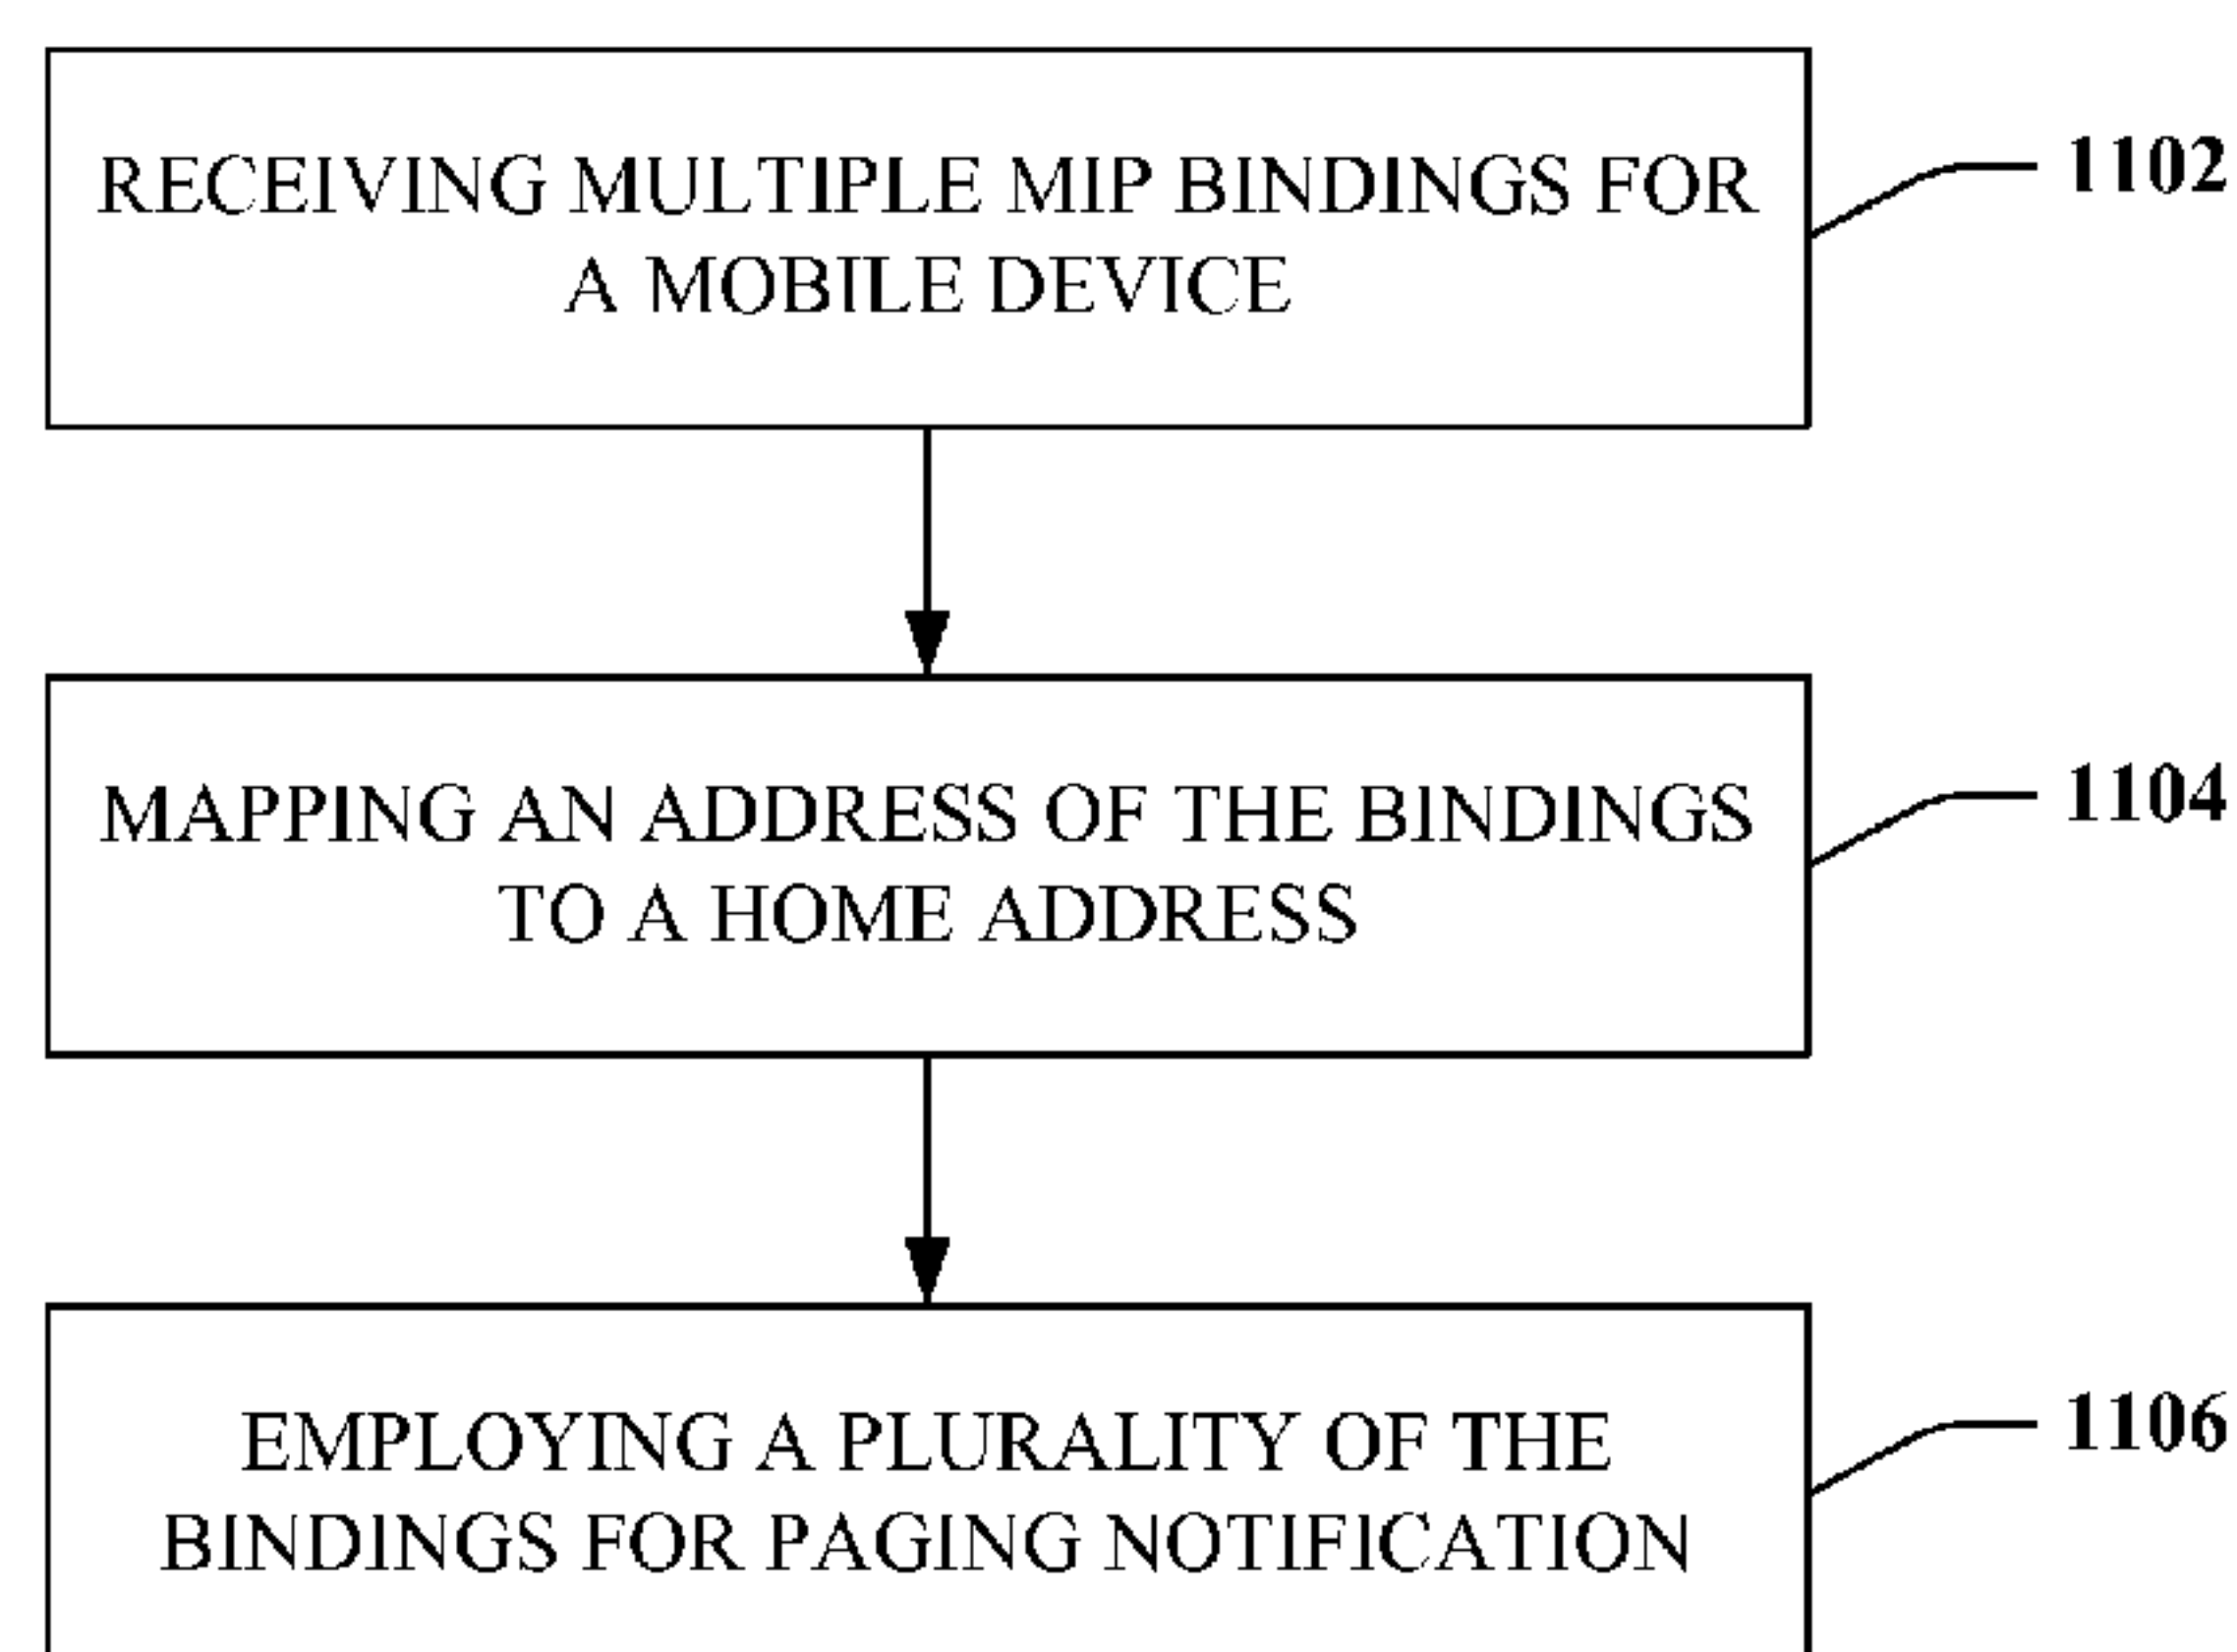 RECEIVING MULTIPLE MIP BINDINGS FOR
A MOBILE DEVICE
1102
MAPPING AN ADDRESS OF THE BINDINGS
TO A HOME ADDRESS
1104
EMPLOYING A PLURALITY OF THE
BINDINGS FOR PAGING NOTIFICATION
1106